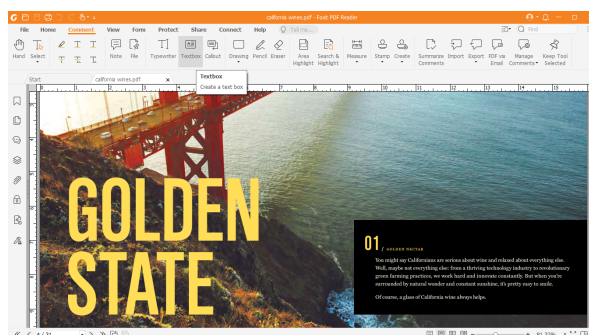 california wines.pdf - Foxit PDF Reader
File Home Comment View Form Protect Share Connect Help Tell me... Find
Hand Select Note File Typewriter Textbox Callout Drawing Pencil Eraser Area Highlight Search & Highlight Measure Stamp Create Summarize Comments Import Export FDF via Email Manage Comments Keep Tool Selected
Start california wines.pdf
Textbox
Create a text box
GOLDEN
STATE
01 / GOLDEN NECTAR
You might say Californians are serious about wine and relaxed about everything else.
Well, maybe not everything else: from a thriving technology industry to revolutionary
green farming practices, we work hard and innovate constantly. But when you're
surrounded by natural wonder and constant sunshine, it's pretty easy to smile.
Of course, a glass of California wine always helps.
4 / 31